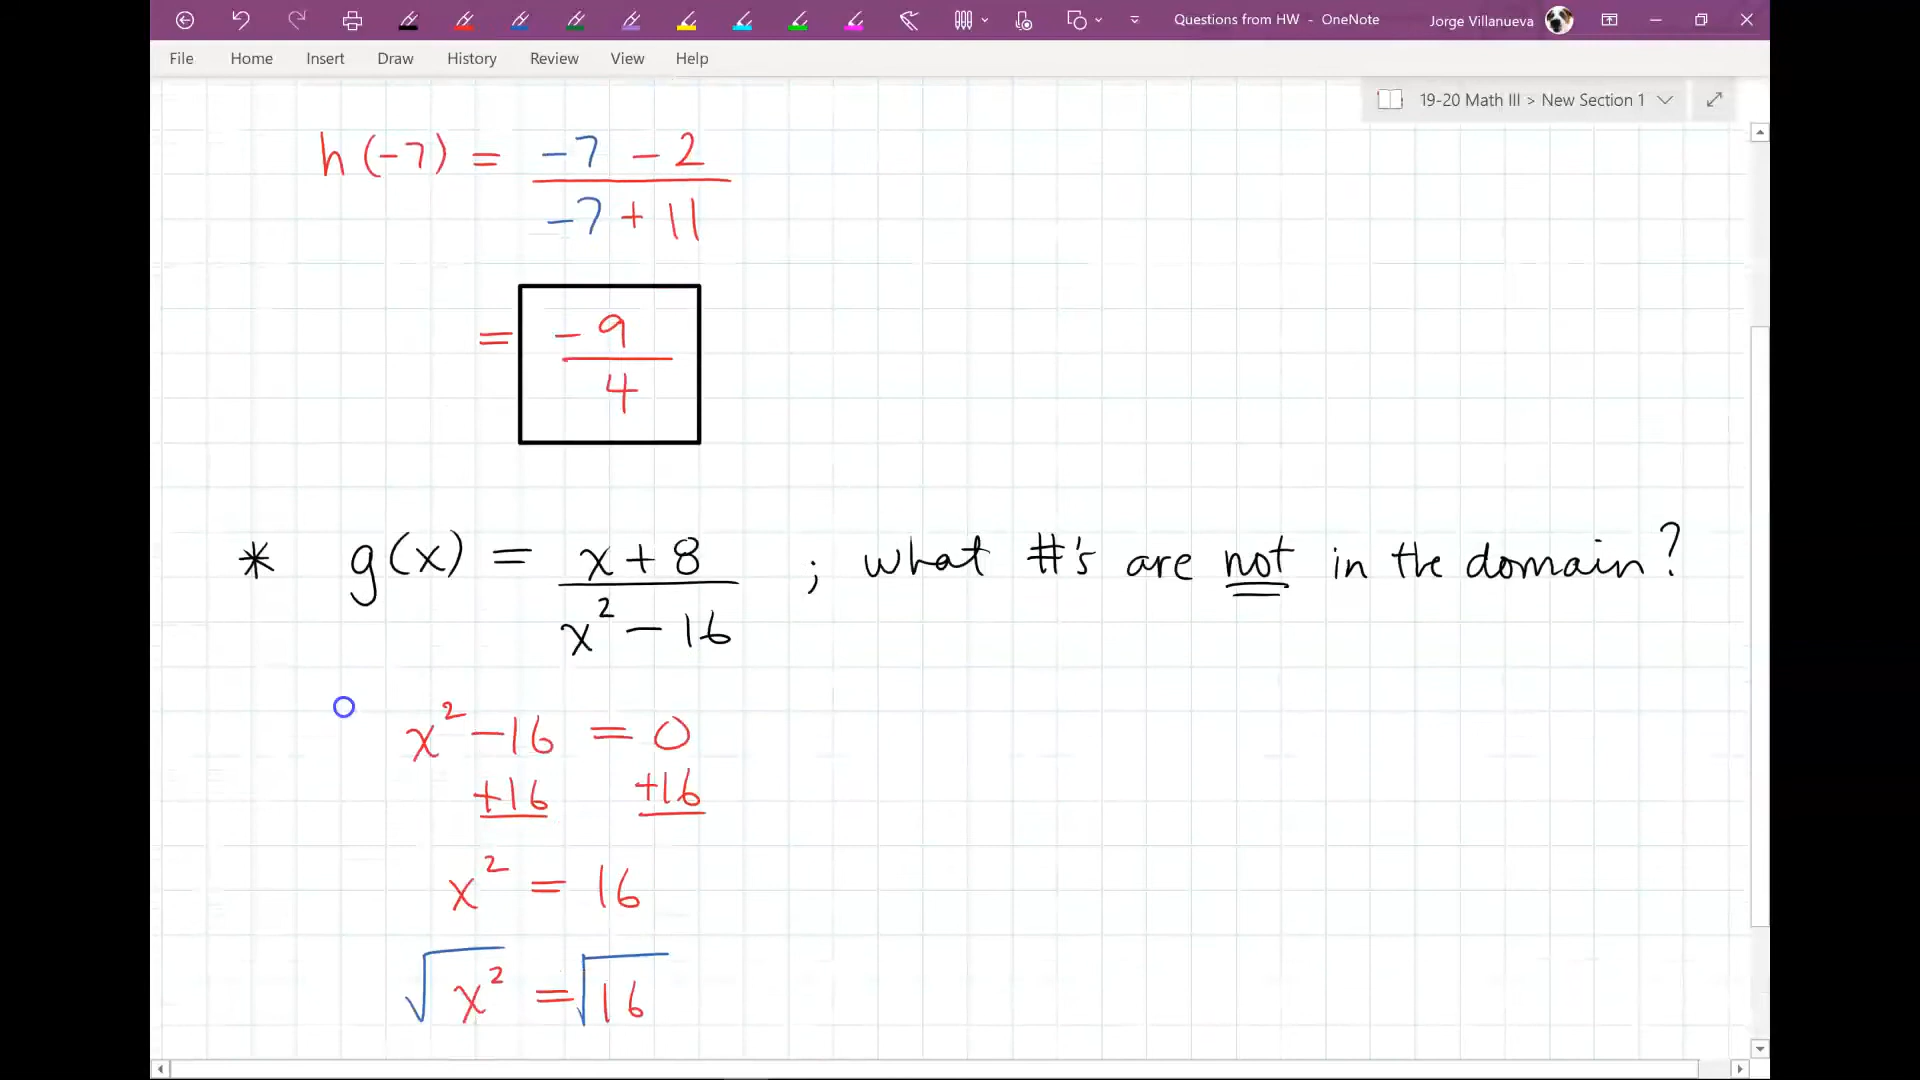 Questions from HW - OneNote
Jorge Villanueva
File Home Insert Draw History Review View Help
19-20 Math III > New Section 1
h(-7) = -7 - 2
-7 + 11
= -9
4
* g(x) = x + 8 ; what #'s are not in the domain?
x² - 16
x² - 16 = 0
+16 +16
x² = 16
√x² = √16